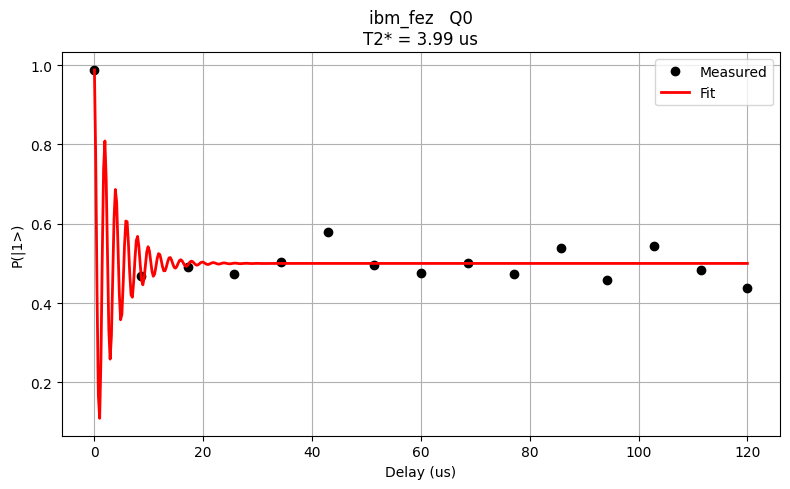 ibm_fez   Q0
T2* = 3.99 us
1.0
0.8
0.6
0.4
0.2
P(|1>)
Measured
Fit
0 20 40 60 80 100 120
Delay (us)